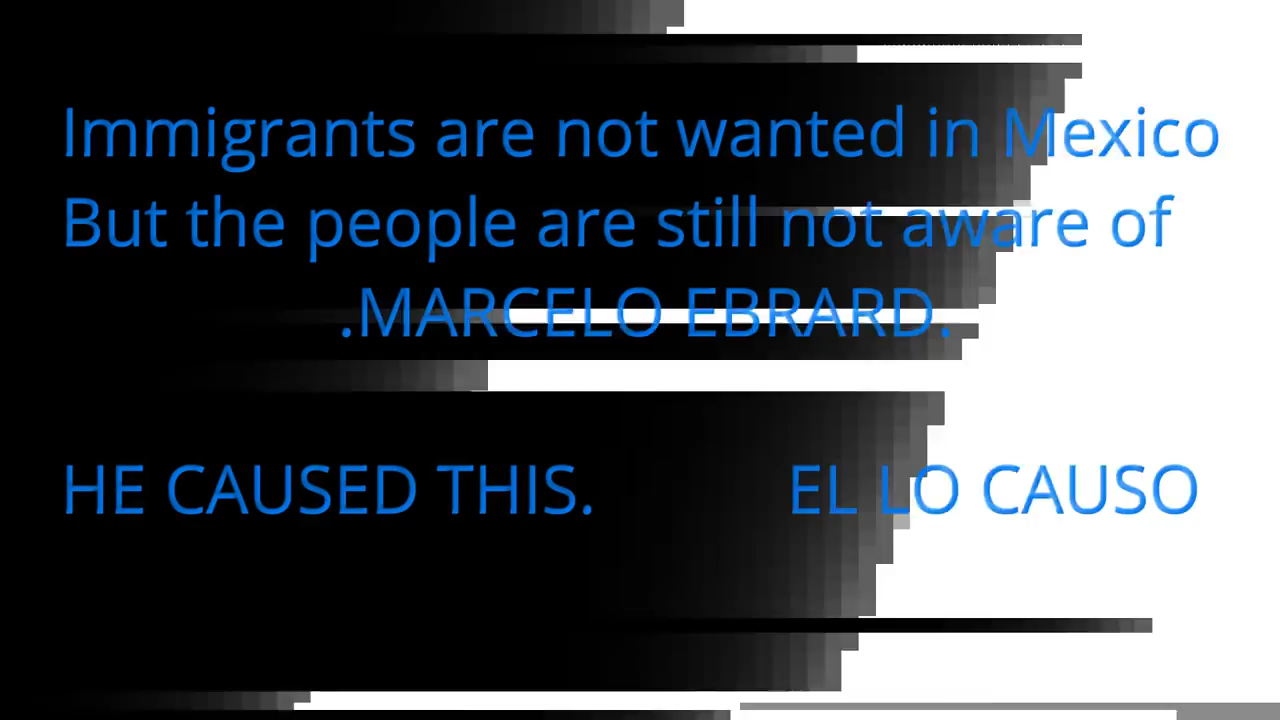 Immigrants are not wanted in Mexico
But the people are still not aware of
.MARCELO EBRARD.
HE CAUSED THIS. EL LO CAUSO